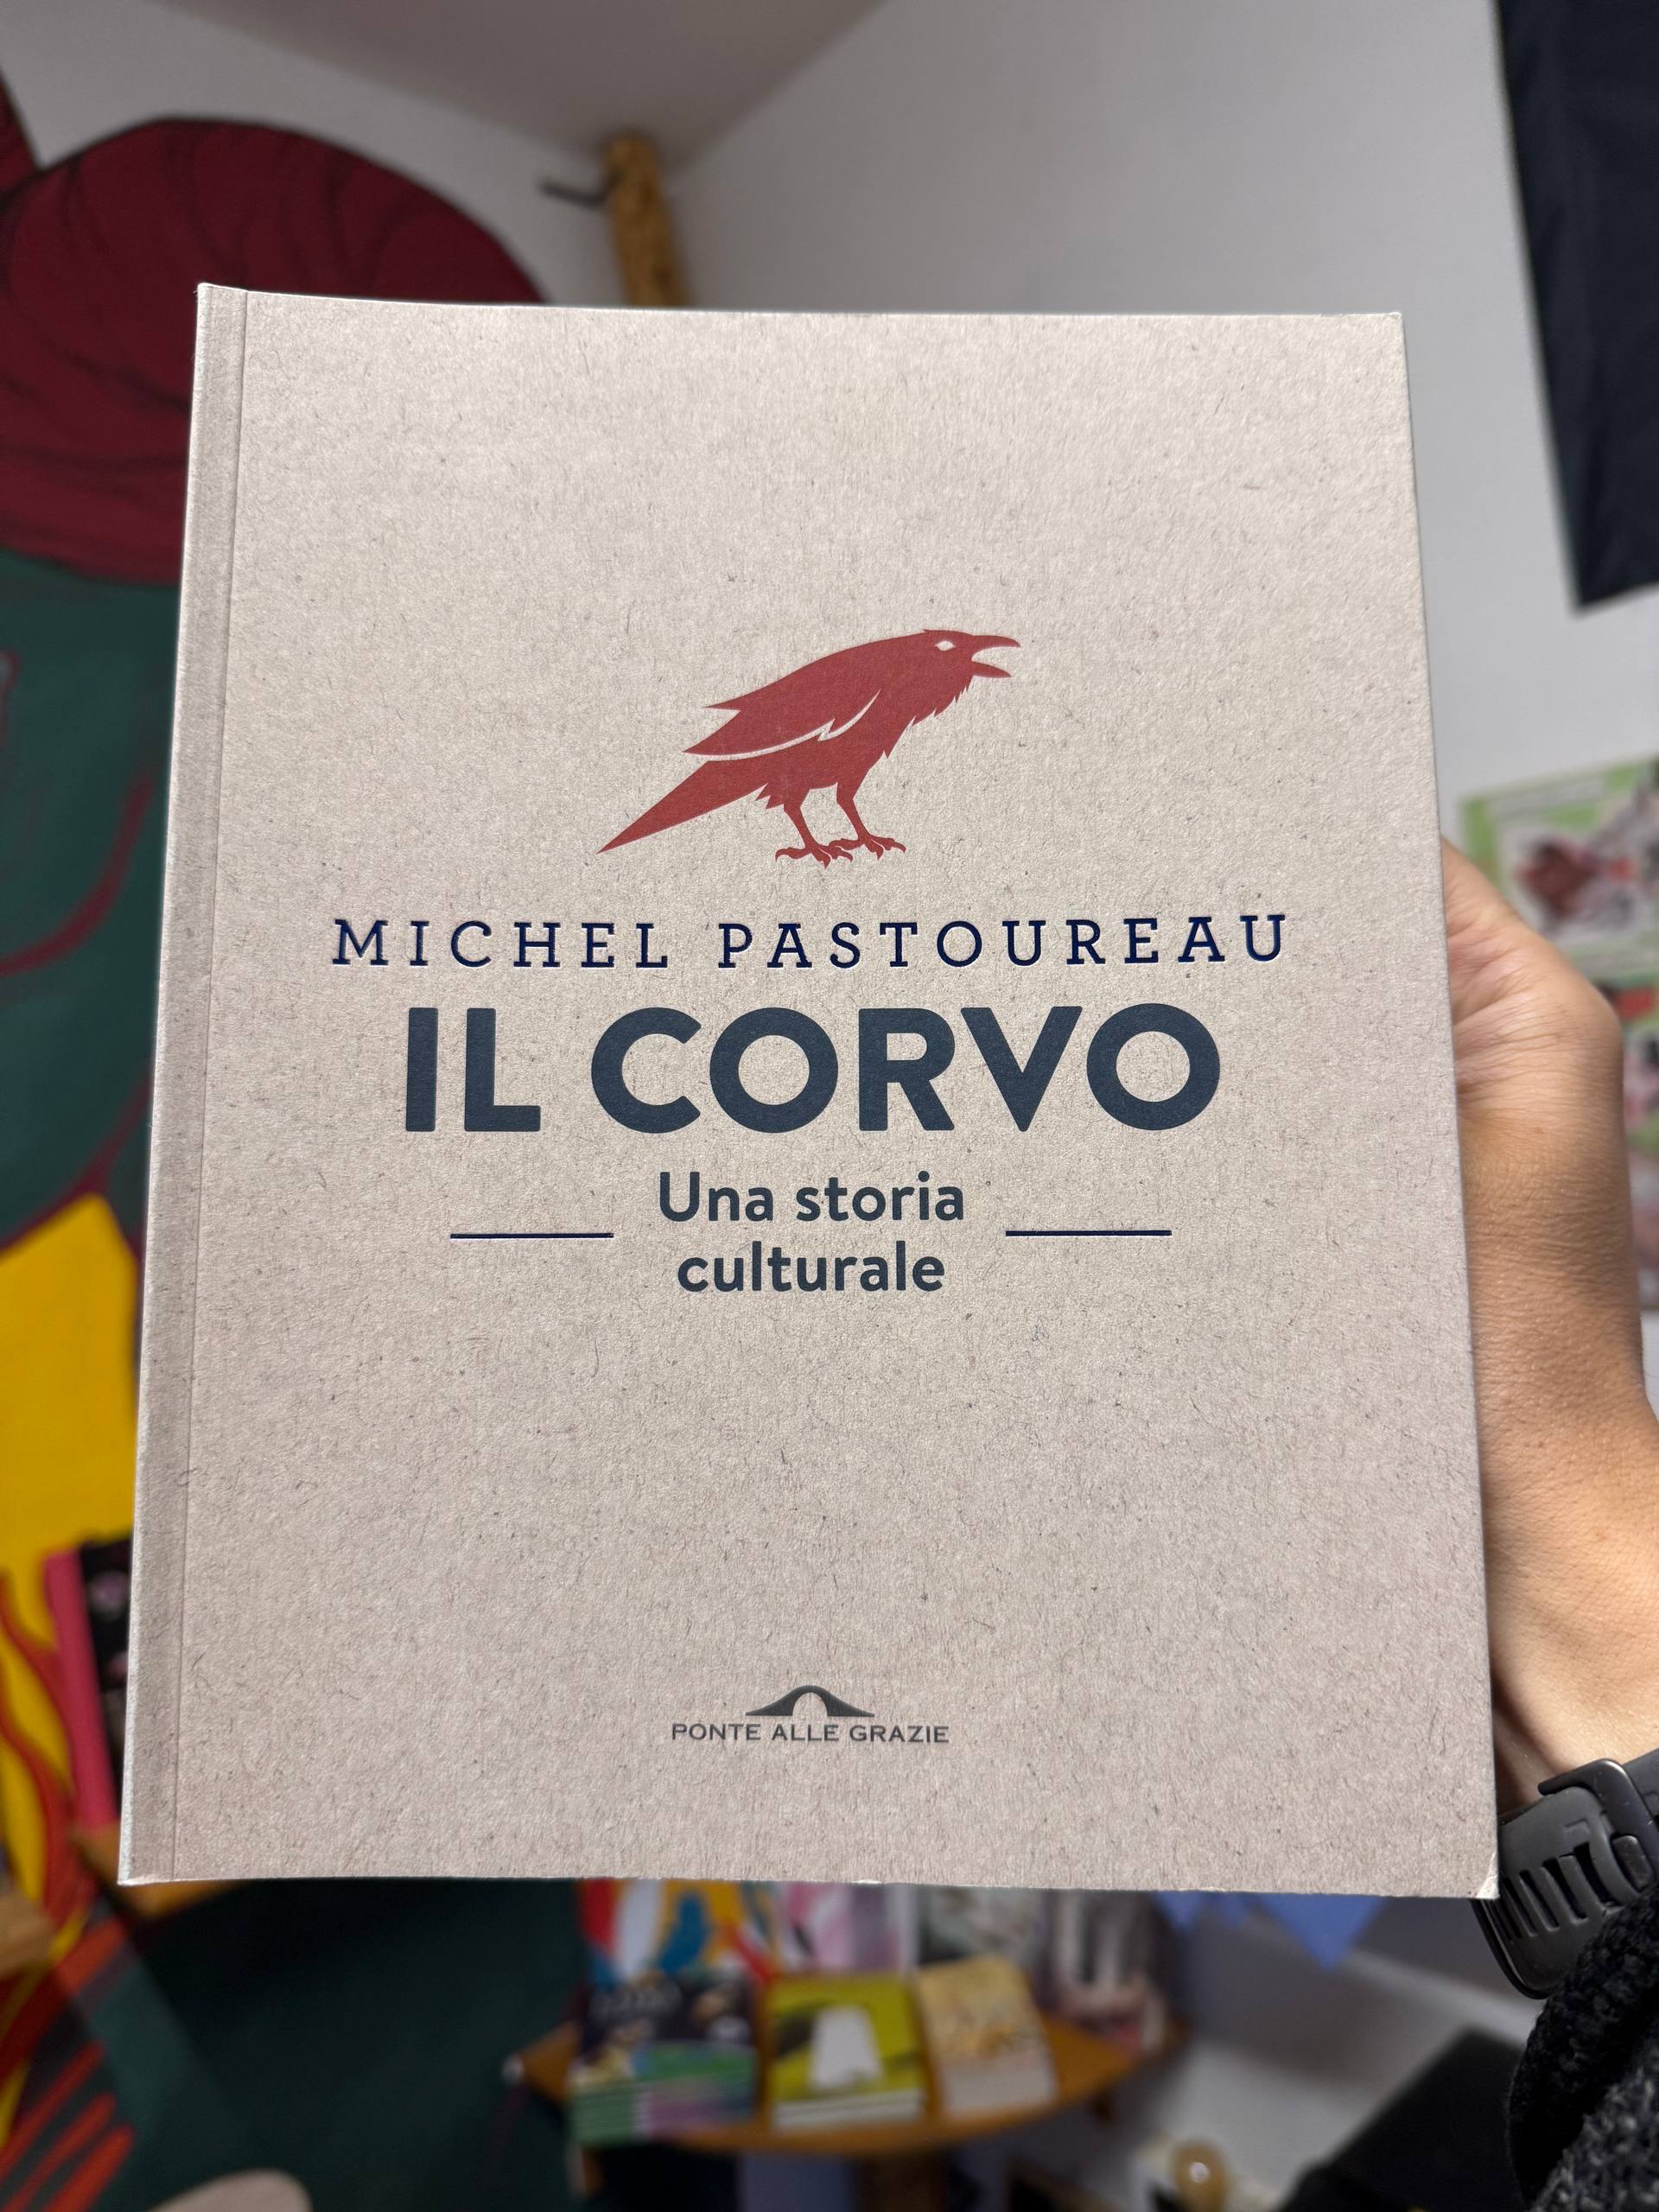 MICHEL PASTOUREAU
IL CORVO
Una storia
culturale
PONTE ALLE GRAZIE